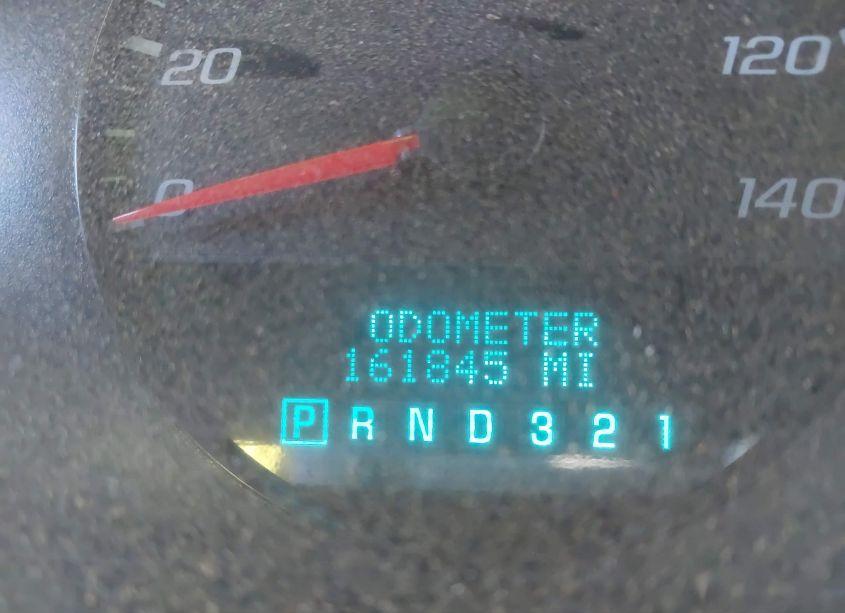 20 120
0 140
ODOMETER
161845 MI
P R N D 3 2 1